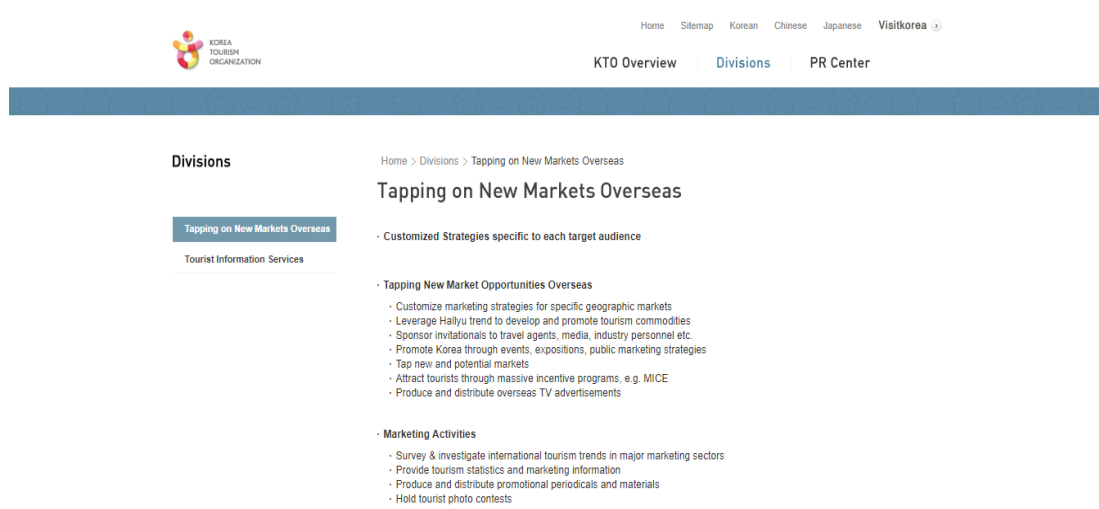 Home Sitemap Korean Chinese Japanese Visitkorea
KOREA
TOURISM
ORGANIZATION
KTO Overview Divisions PR Center
Divisions
Home > Divisions > Tapping on New Markets Overseas
Tapping on New Markets Overseas
Tapping on New Markets Overseas
Tourist Information Services
· Customized Strategies specific to each target audience
· Tapping New Market Opportunities Overseas
· Customize marketing strategies for specific geographic markets
· Leverage Hallyu trend to develop and promote tourism commodities
· Sponsor invitationals to travel agents, media, industry personnel etc.
· Promote Korea through events, expositions, public marketing strategies
· Tap new and potential markets
· Attract tourists through massive incentive programs, e.g. MICE
· Produce and distribute overseas TV advertisements
· Marketing Activities
· Survey & investigate international tourism trends in major marketing sectors
· Provide tourism statistics and marketing information
· Produce and distribute promotional periodicals and materials
· Hold tourist photo contests